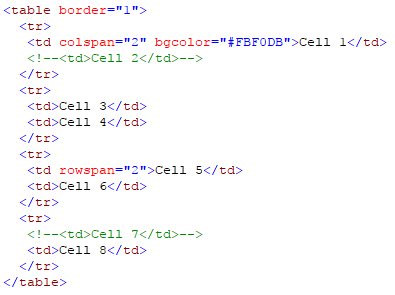 <table border="1">
  <tr>
    <td colspan="2" bgcolor="#FBF0DB">Cell 1</td>
    <!--<td>Cell 2</td>-->
  </tr>
  <tr>
    <td>Cell 3</td>
    <td>Cell 4</td>
  </tr>
  <tr>
    <td rowspan="2">Cell 5</td>
    <td>Cell 6</td>
  </tr>
  <tr>
    <!--<td>Cell 7</td>-->
    <td>Cell 8</td>
  </tr>
</table>